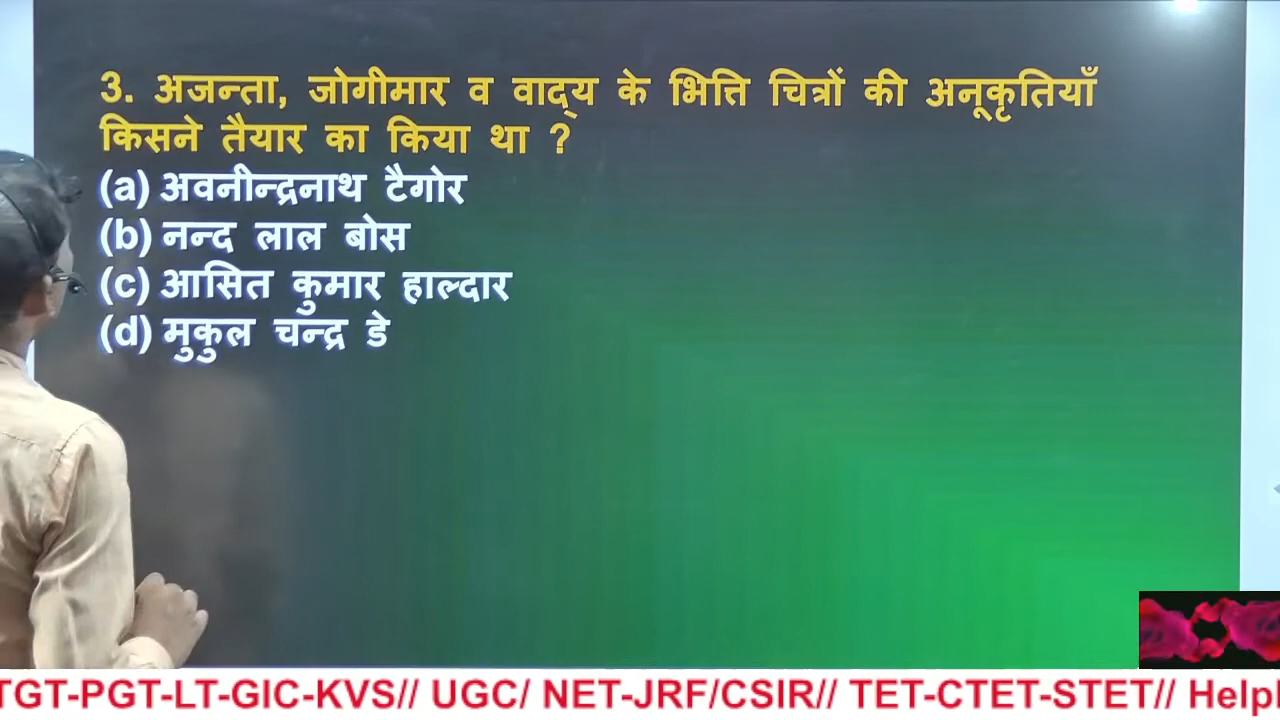 3. अजन्ता, जोगीमार व वाद्‌य के भित्ति चित्रों की अनूकृतियाँ
किसने तैयार का किया था ?
(a) अवनीन्द्रनाथ टैगोर
(b) नन्द लाल बोस
(c) आसित कुमार हाल्दार
(d) मुकुल चन्द्र डे
TGT-PGT-LT-GIC-KVS// UGC/ NET-JRF/CSIR// TET-CTET-STET//